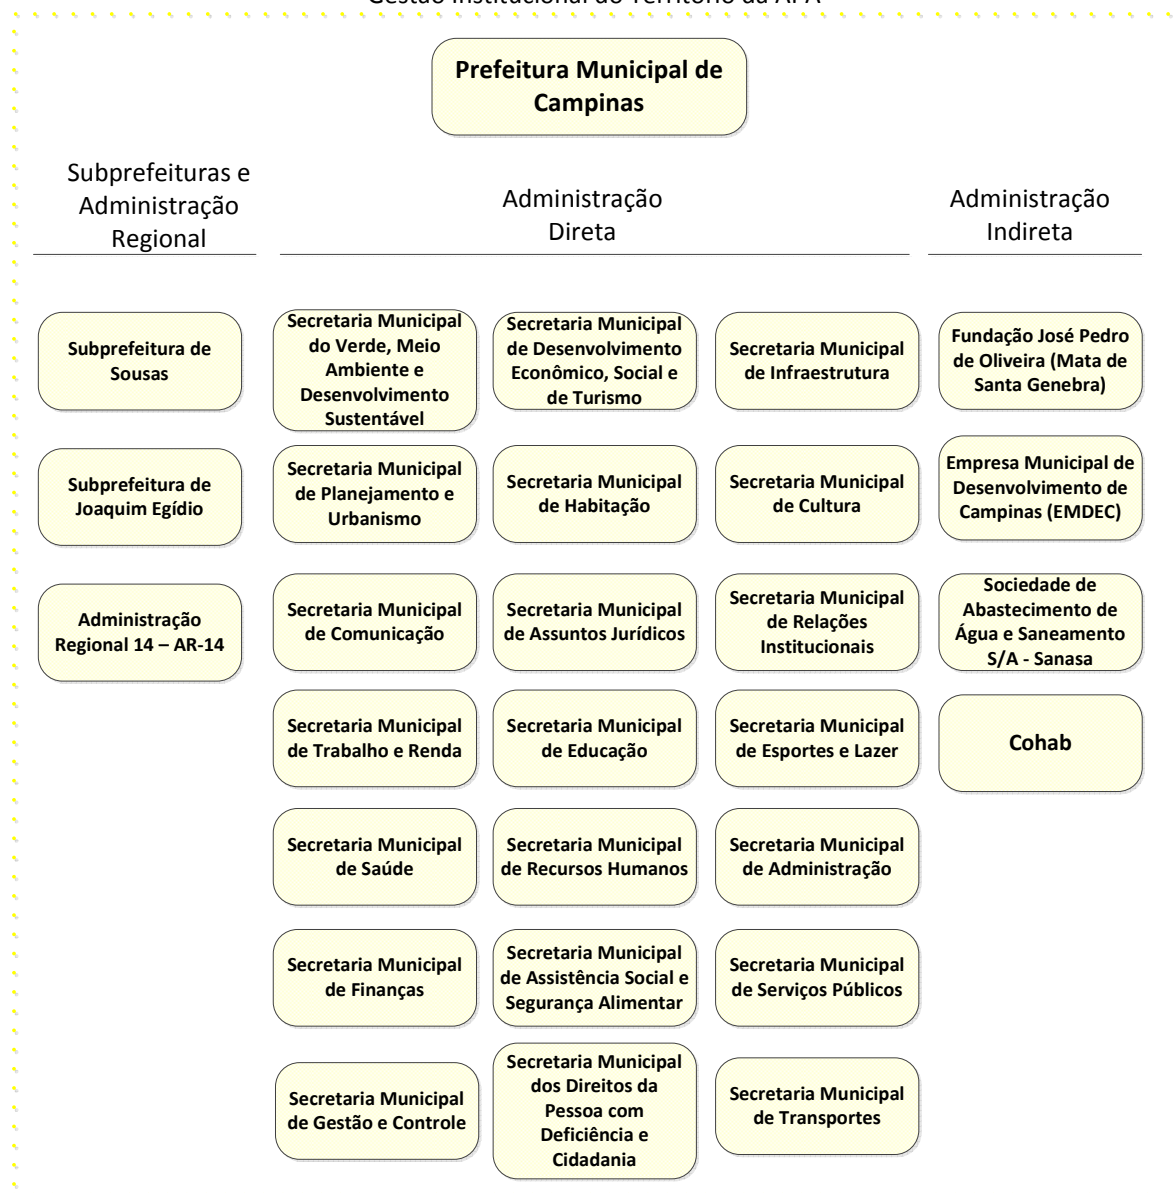 Gestão Institucional do Território da APA
Prefeitura Municipal de
Campinas
Subprefeituras e
Administração
Regional
Administração
Direta
Administração
Indireta
Subprefeitura de
Sousas
Subprefeitura de
Joaquim Egídio
Administração
Regional 14 – AR-14
Secretaria Municipal
do Verde, Meio
Ambiente e
Desenvolvimento
Sustentável
Secretaria Municipal
de Desenvolvimento
Econômico, Social e
de Turismo
Secretaria Municipal
de Infraestrutura
Secretaria Municipal
de Planejamento e
Urbanismo
Secretaria Municipal
de Habitação
Secretaria Municipal
de Cultura
Secretaria Municipal
de Comunicação
Secretaria Municipal
de Assuntos Jurídicos
Secretaria Municipal
de Relações
Institucionais
Secretaria Municipal
de Trabalho e Renda
Secretaria Municipal
de Educação
Secretaria Municipal
de Esportes e Lazer
Secretaria Municipal
de Saúde
Secretaria Municipal
de Recursos Humanos
Secretaria Municipal
de Administração
Secretaria Municipal
de Finanças
Secretaria Municipal
de Assistência Social e
Segurança Alimentar
Secretaria Municipal
de Serviços Públicos
Secretaria Municipal
de Gestão e Controle
Secretaria Municipal
dos Direitos da
Pessoa com
Deficiência e
Cidadania
Secretaria Municipal
de Transportes
Fundação José Pedro
de Oliveira (Mata de
Santa Genebra)
Empresa Municipal de
Desenvolvimento de
Campinas (EMDEC)
Sociedade de
Abastecimento de
Água e Saneamento
S/A - Sanasa
Cohab